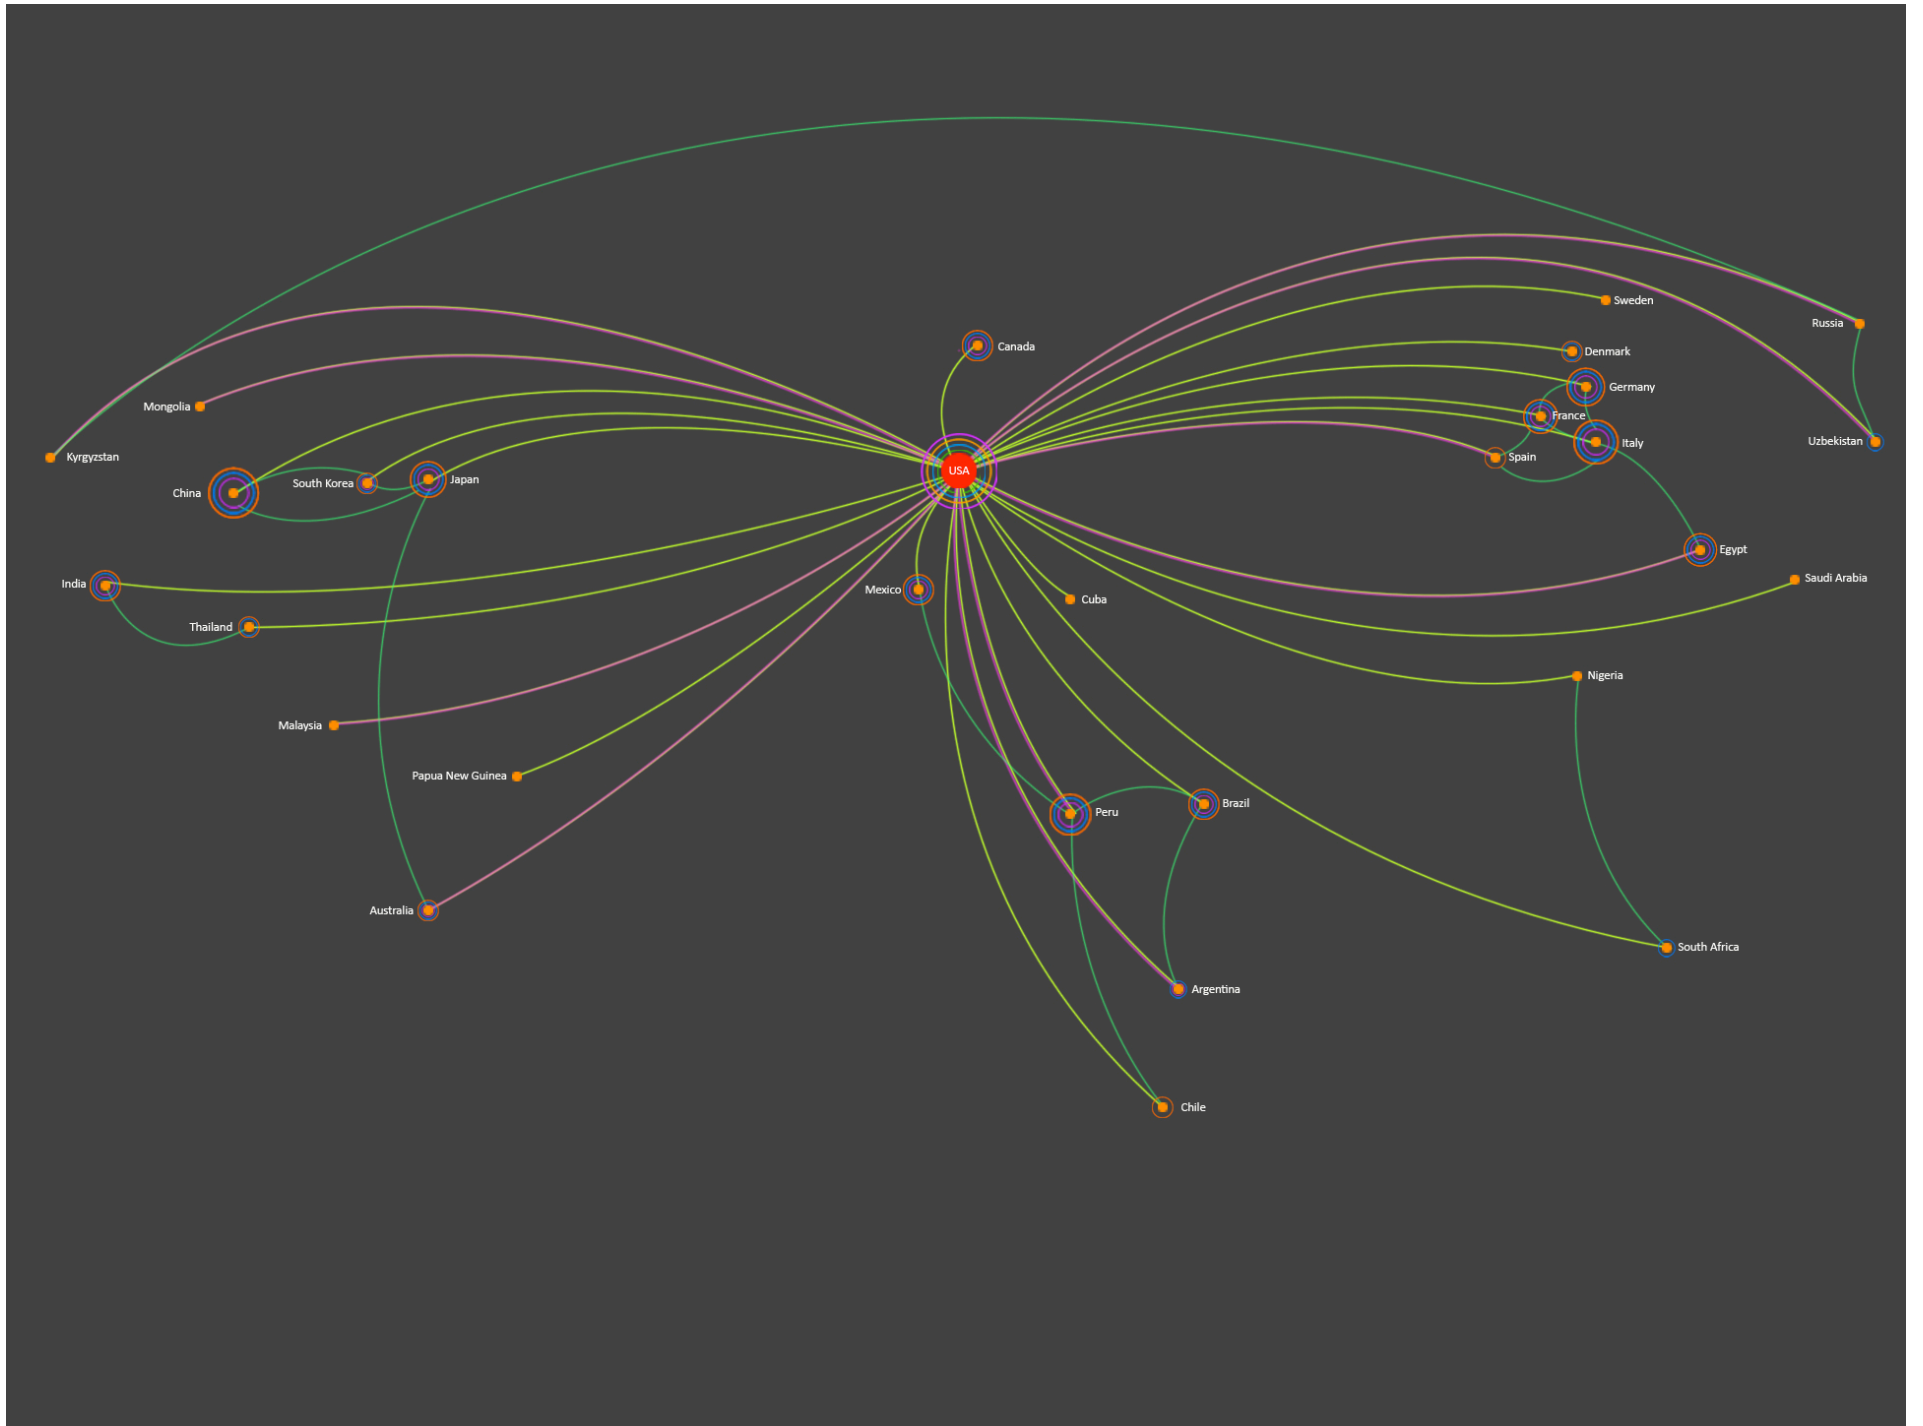 Sweden
Russia
Canada
Denmark
Germany
Mongolia
France
Uzbekistan
Italy
Kyrgyzstan
Spain
USA
South Korea
Japan
China
Egypt
Saudi Arabia
India
Mexico
Cuba
Thailand
Nigeria
Malaysia
Papua New Guinea
Brazil
Peru
Australia
South Africa
Argentina
Chile